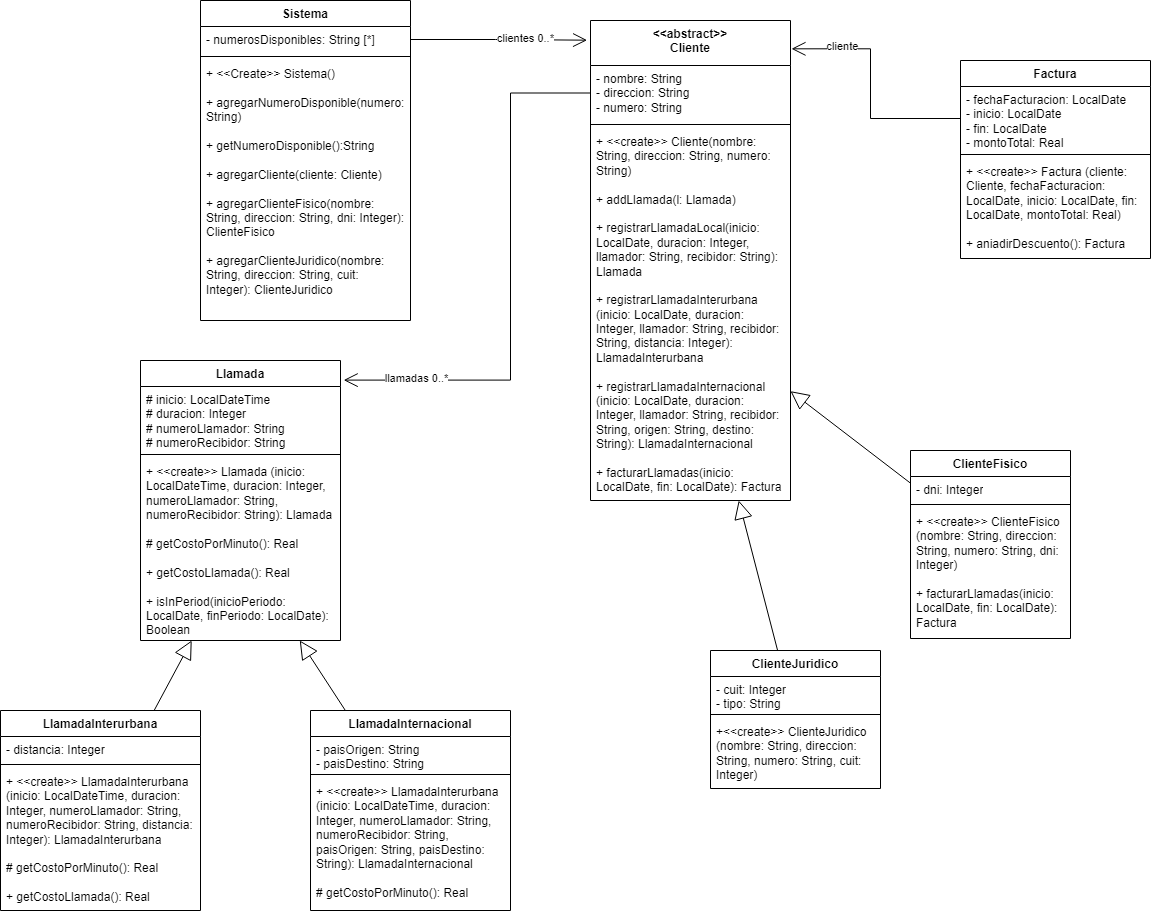 Sistema
- numerosDisponibles: String [*]
+ <<Create>> Sistema()
+ agregarNumeroDisponible(numero:
String)
+ getNumeroDisponible():String
+ agregarCliente(cliente: Cliente)
+ agregarClienteFisico(nombre:
String, direccion: String, dni: Integer):
ClienteFisico
+ agregarClienteJuridico(nombre:
String, direccion: String, cuit:
Integer): ClienteJuridico
clientes 0..*
<<abstract>>
Cliente
- nombre: String
- direccion: String
- numero: String
+ <<create>> Cliente(nombre:
String, direccion: String, numero:
String)
+ addLlamada(l: Llamada)
+ registrarLlamadaLocal(inicio:
LocalDate, duracion: Integer,
llamador: String, recibidor: String):
Llamada
+ registrarLlamadaInterurbana
(inicio: LocalDate, duracion:
Integer, llamador: String, recibidor:
String, distancia: Integer):
LlamadaInterurbana
+ registrarLlamadaInternacional
(inicio: LocalDate, duracion:
Integer, llamador: String, recibidor:
String, origen: String, destino:
String): LlamadaInternacional
+ facturarLlamadas(inicio:
LocalDate, fin: LocalDate): Factura
cliente
Factura
- fechaFacturacion: LocalDate
- inicio: LocalDate
- fin: LocalDate
- montoTotal: Real
+ <<create>> Factura (cliente:
Cliente, fechaFacturacion:
LocalDate, inicio: LocalDate, fin:
LocalDate, montoTotal: Real)
+ aniadirDescuento(): Factura
llamadas 0..*
Llamada
# inicio: LocalDateTime
# duracion: Integer
# numeroLlamador: String
# numeroRecibidor: String
+ <<create>> Llamada (inicio:
LocalDateTime, duracion: Integer,
numeroLlamador: String,
numeroRecibidor: String): Llamada
# getCostoPorMinuto(): Real
+ getCostoLlamada(): Real
+ isInPeriod(inicioPeriodo:
LocalDate, finPeriodo: LocalDate):
Boolean
ClienteFisico
- dni: Integer
+ <<create>> ClienteFisico
(nombre: String, direccion:
String, numero: String, dni:
Integer)
+ facturarLlamadas(inicio:
LocalDate, fin: LocalDate):
Factura
ClienteJuridico
- cuit: Integer
- tipo: String
+<<create>> ClienteJuridico
(nombre: String, direccion:
String, numero: String, cuit:
Integer)
LlamadaInterurbana
- distancia: Integer
+ <<create>> LlamadaInterurbana
(inicio: LocalDateTime, duracion:
Integer, numeroLlamador: String,
numeroRecibidor: String, distancia:
Integer): LlamadaInterurbana
# getCostoPorMinuto(): Real
+ getCostoLlamada(): Real
LlamadaInternacional
- paisOrigen: String
- paisDestino: String
+ <<create>> LlamadaInterurbana
(inicio: LocalDateTime, duracion:
Integer, numeroLlamador: String,
numeroRecibidor: String,
paisOrigen: String, paisDestino:
String): LlamadaInternacional
# getCostoPorMinuto(): Real